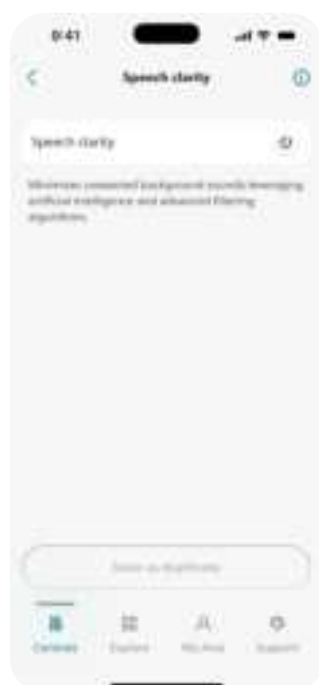 9:41
Speech clarity
Speech clarity
Minimizes unwanted background sounds leveraging
artificial intelligence and advanced filtering
algorithms.
Controls
Explore
My Area
Support